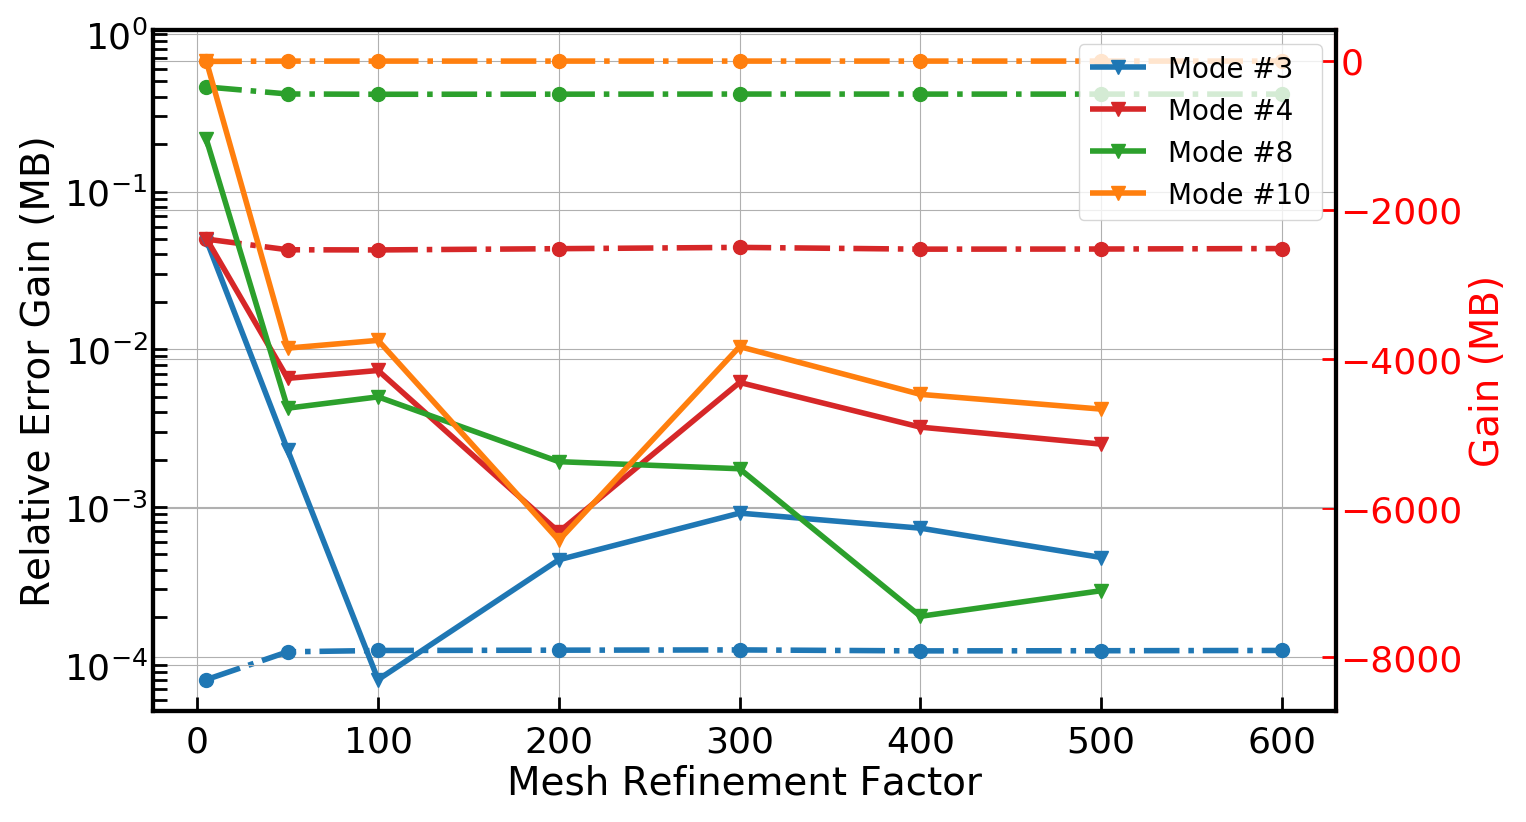 Relative Error Gain (MB)
10^0
10^−1
10^−2
10^−3
10^−4
0
100
200
300
400
500
600
Mesh Refinement Factor
Mode #3
Mode #4
Mode #8
Mode #10
0
−2000
−4000
−6000
−8000
Gain (MB)